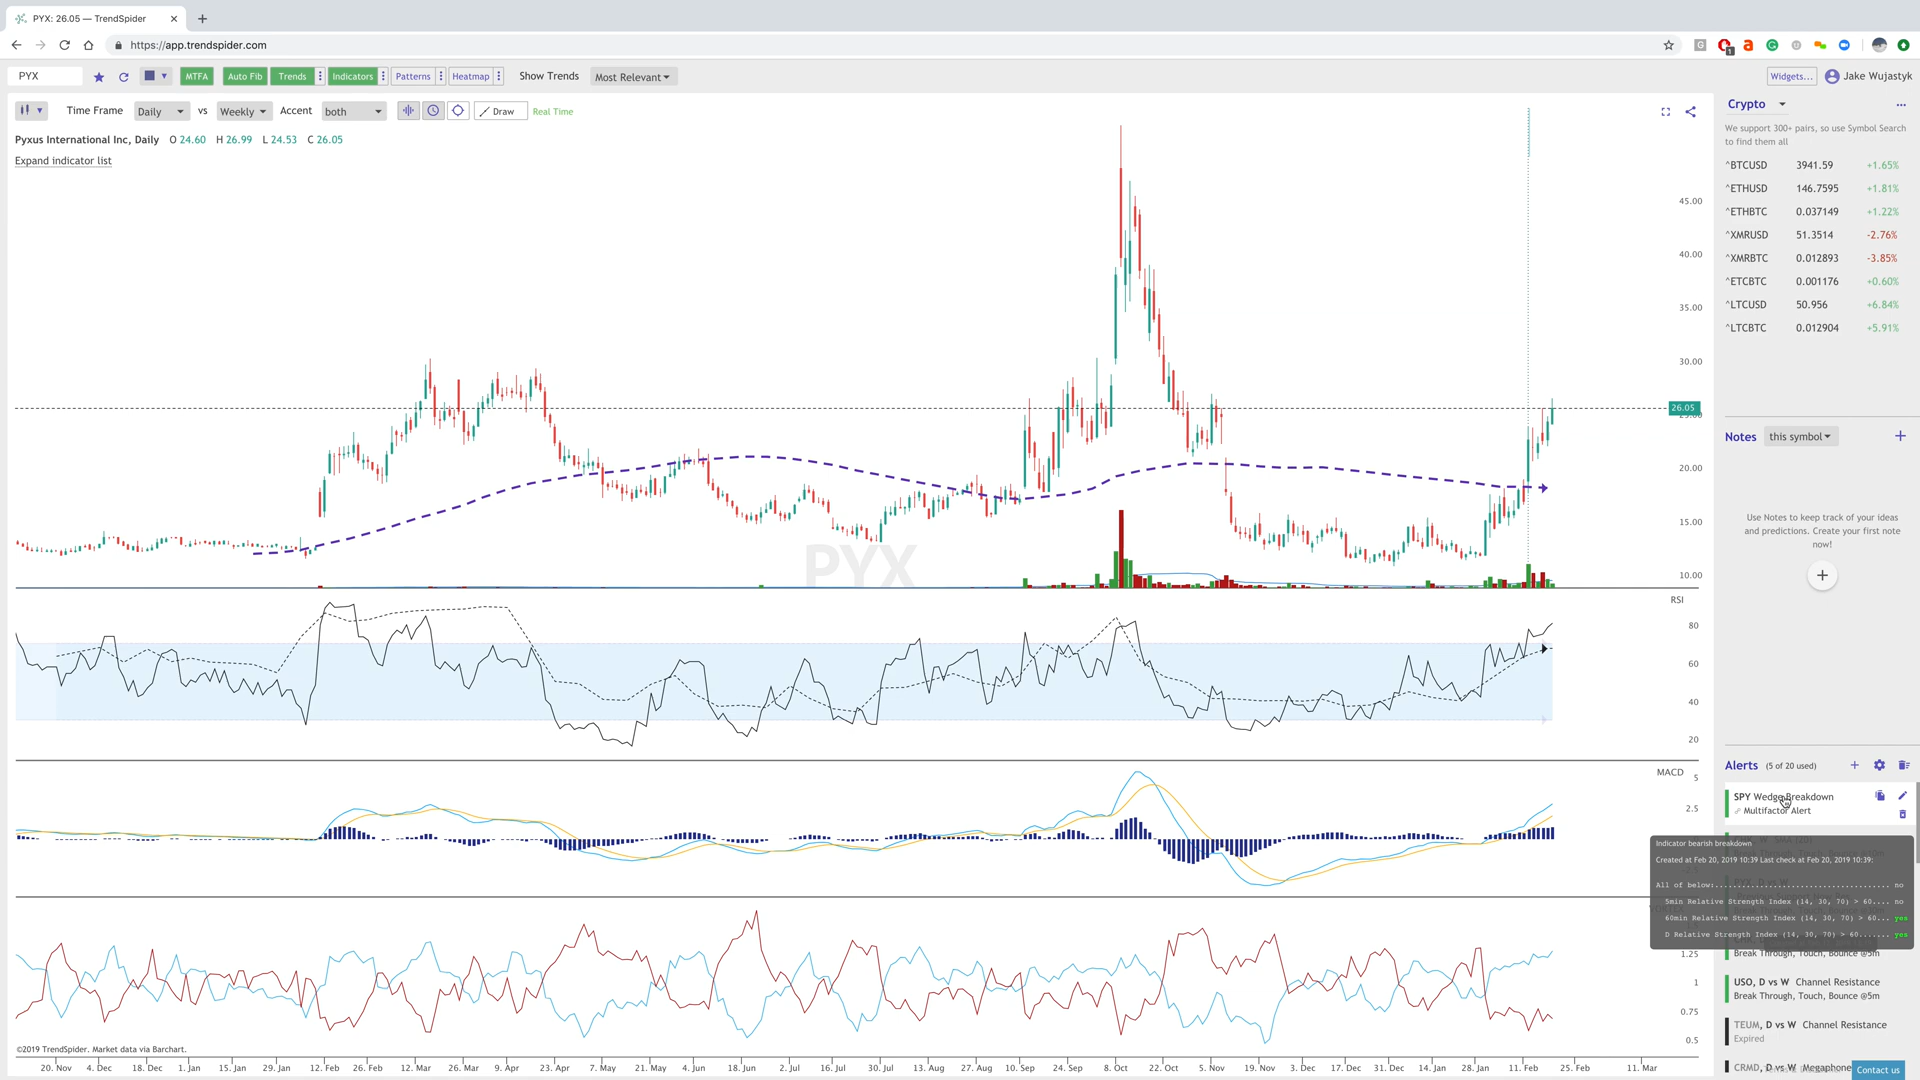 PYX: 26.05 — TrendSpider
https://app.trendspider.com
PYX
MTFA
Auto Fib
Trends
Indicators
Patterns
Heatmap
Show Trends
Most Relevant
Widgets...
Jake Wujastyk
Time Frame
Daily
vs
Weekly
Accent
both
Draw
Real Time
Pyxus International Inc, Daily O 24.60 H 26.99 L 24.53 C 26.05
Expand indicator list
45.00
40.00
35.00
30.00
26.05
20.00
15.00
10.00
PYX
RSI
80
60
40
20
MACD
5
2.5
1.25
1
0.75
0.5
©2019 TrendSpider. Market data via Barchart.
20. Nov 4. Dec 18. Dec 1. Jan 15. Jan 29. Jan 12. Feb 26. Feb 12. Mar 26. Mar 9. Apr 23. Apr 7. May 21. May 4. Jun 18. Jun 2. Jul 16. Jul 30. Jul 13. Aug 27. Aug 10. Sep 24. Sep 8. Oct 22. Oct 5. Nov 19. Nov 3. Dec 17. Dec 31. Dec 14. Jan 28. Jan 11. Feb 25. Feb 11. Mar
Crypto
We support 300+ pairs, so use Symbol Search
to find them all
^BTCUSD 3941.59 +1.65%
^ETHUSD 146.7595 +1.81%
^ETHBTC 0.037149 +1.22%
^XMRUSD 51.3514 -2.76%
^XMRBTC 0.012893 -3.85%
^ETCBTC 0.001176 +0.60%
^LTCUSD 50.956 +6.84%
^LTCBTC 0.012904 +5.91%
Notes
this symbol
Use Notes to keep track of your ideas
and predictions. Create your first note
now!
Alerts (5 of 20 used)
SPY Wedge Breakdown
Multifactor Alert
Indicator bearish breakdown
Created at Feb 20, 2019 10:39 Last check at Feb 20, 2019 10:39:
All of below:........................................ no
5min Relative Strength Index (14, 30, 70) > 60.... no
60min Relative Strength Index (14, 30, 70) > 60... yes
D Relative Strength Index (14, 30, 70) > 60....... yes
Break Through, Touch, Bounce @5m
USO, D vs W Channel Resistance
Break Through, Touch, Bounce @5m
TEUM, D vs W Channel Resistance
Expired
CRMD, D vs W Megaphone
Contact us